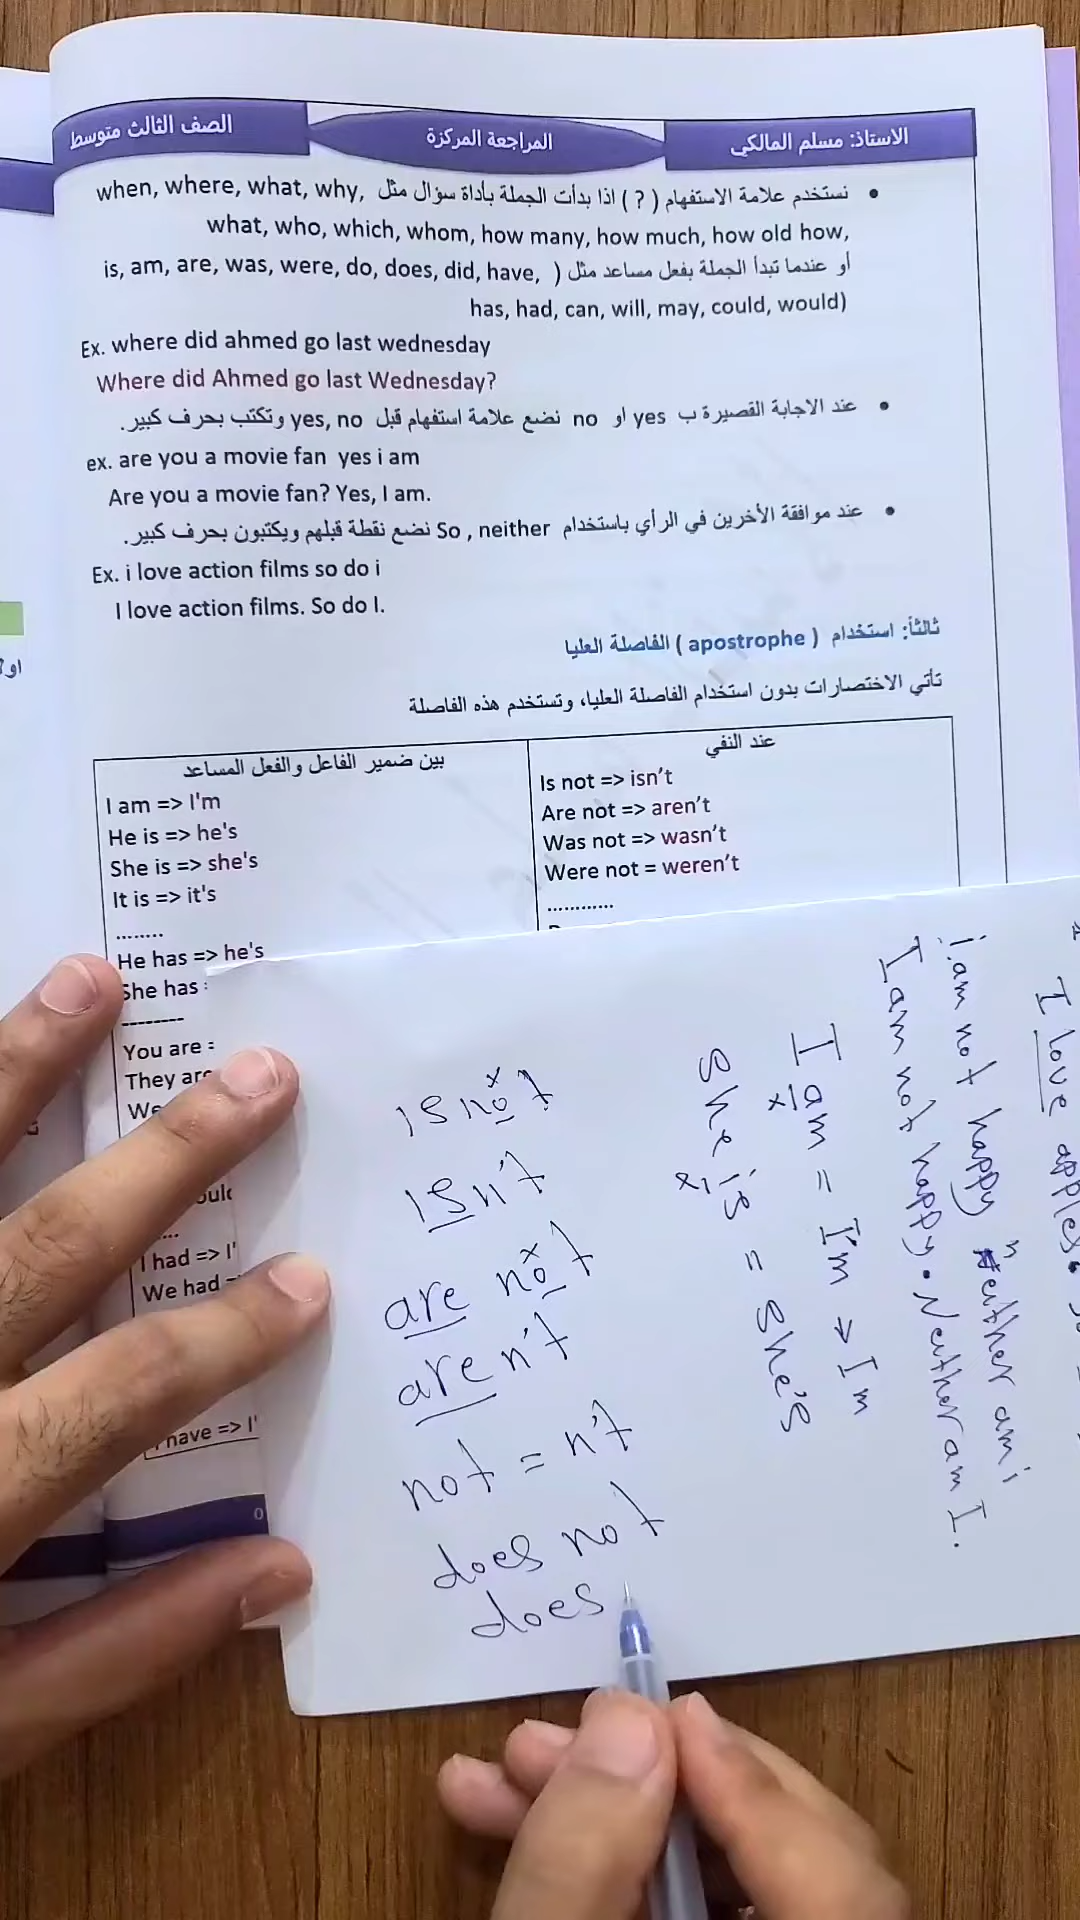 الصف الثالث متوسط
المراجعة المركزة
الاستاذ: مسلم المالكي
• نستخدم علامة الاستفهام ( ? ) اذا بدأت الجملة بأداة سؤال مثل when, where, what, why,
what, who, which, whom, how many, how much, how old how,
أو عندما تبدأ الجملة بفعل مساعد مثل ( is, am, are, was, were, do, does, did, have,
has, had, can, will, may, could, would)
Ex. where did ahmed go last wednesday
Where did Ahmed go last Wednesday?
• عند الاجابة القصيرة ب yes او no نضع علامة استفهام قبل yes, no وتكتب بحرف كبير.
ex. are you a movie fan yes i am
Are you a movie fan? Yes, I am.
• عند موافقة الأخرين في الرأي باستخدام So , neither نضع نقطة قبلهم ويكتبون بحرف كبير.
Ex. i love action films so do i
I love action films. So do I.
ثالثاً: استخدام ( apostrophe ) الفاصلة العليا
تأتي الاختصارات بدون استخدام الفاصلة العليا، وتستخدم هذه الفاصلة
بين ضمير الفاعل والفعل المساعد
I am => I'm
He is => he's
She is => she's
It is => it's
........
He has => he's
She has
--------
You are =
They are
We
I had => I'
We had
have => I'
عند النفي
Is not => isn't
Are not => aren't
Was not => wasn't
Were not = weren't
............
is not
isn't
are not
aren't
not = n't
does not
does
She is = She's
I am = I'm → Im
I am not happy. Neither am I.
i am not happy neither am i
I love apples.